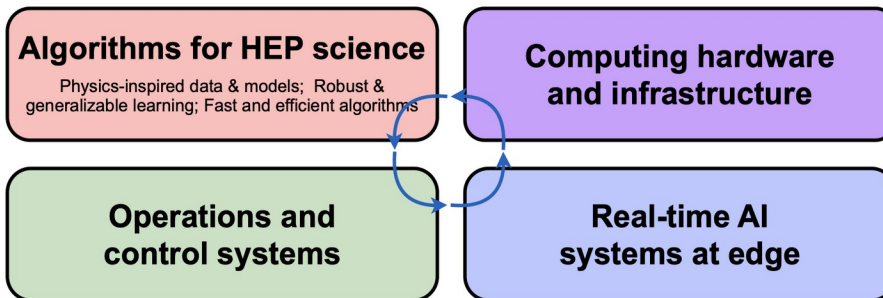 Algorithms for HEP science
Physics-inspired data & models; Robust &
generalizable learning; Fast and efficient algorithms
Computing hardware
and infrastructure
Operations and
control systems
Real-time AI
systems at edge